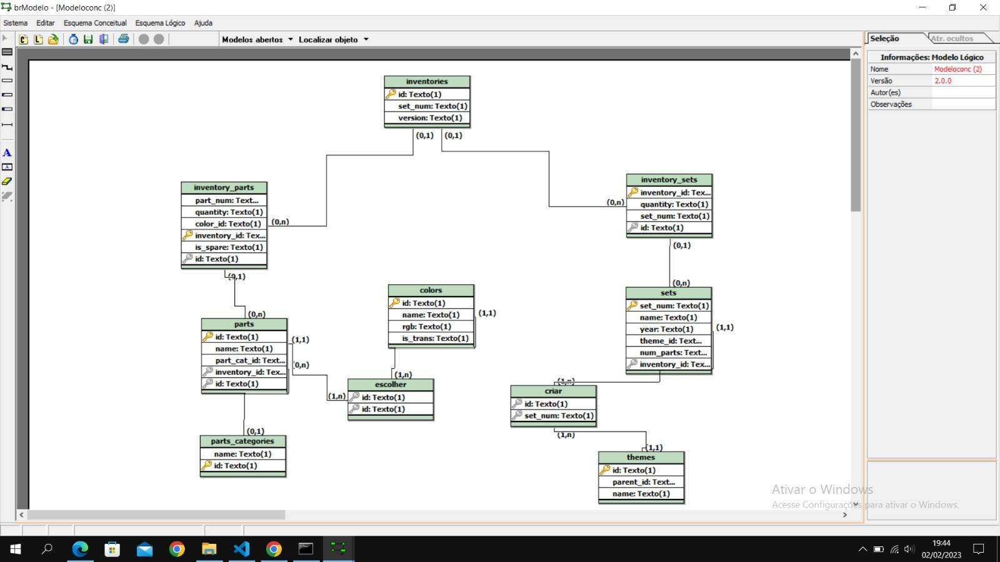 brModelo - [Modeloconc (2)]
Sistema Editar Esquema Conceitual Esquema Lógico Ajuda
Modelos abertos Localizar objeto
Seleção Atr. ocultos
Informações: Modelo Lógico
Nome Modeloconc (2)
Versão 2.0.0
Autor(es)
Observações
inventories
id: Texto(1)
set_num: Texto(1)
version: Texto(1)
(0,1) (0,1)
inventory_parts
part_num: Text...
quantity: Texto(1)
color_id: Texto(1)
inventory_id: Tex...
is_spare: Texto(1)
id: Texto(1)
(0,n)
(0,1)
inventory_sets
inventory_id: Tex...
quantity: Texto(1)
set_num: Texto(1)
id: Texto(1)
(0,n)
(0,1)
(0,n)
colors
id: Texto(1)
name: Texto(1)
rgb: Texto(1)
is_trans: Texto(1)
(1,1)
(1,n)
sets
set_num: Texto(1)
name: Texto(1)
year: Texto(1)
theme_id: Text...
num_parts: Text...
inventory_id: Tex...
(1,1)
(0,n)
parts
id: Texto(1)
name: Texto(1)
part_cat_id: Text...
inventory_id: Tex...
id: Texto(1)
(1,1)
(0,n)
(1,n)
escolher
id: Texto(1)
id: Texto(1)
(1,n)
criar
id: Texto(1)
set_num: Texto(1)
(1,n)
(0,1)
parts_categories
name: Texto(1)
id: Texto(1)
(1,1)
themes
id: Texto(1)
parent_id: Text...
name: Texto(1)
Ativar o Windows
Acesse Configurações para ativar o Windows.
19:44
02/02/2023